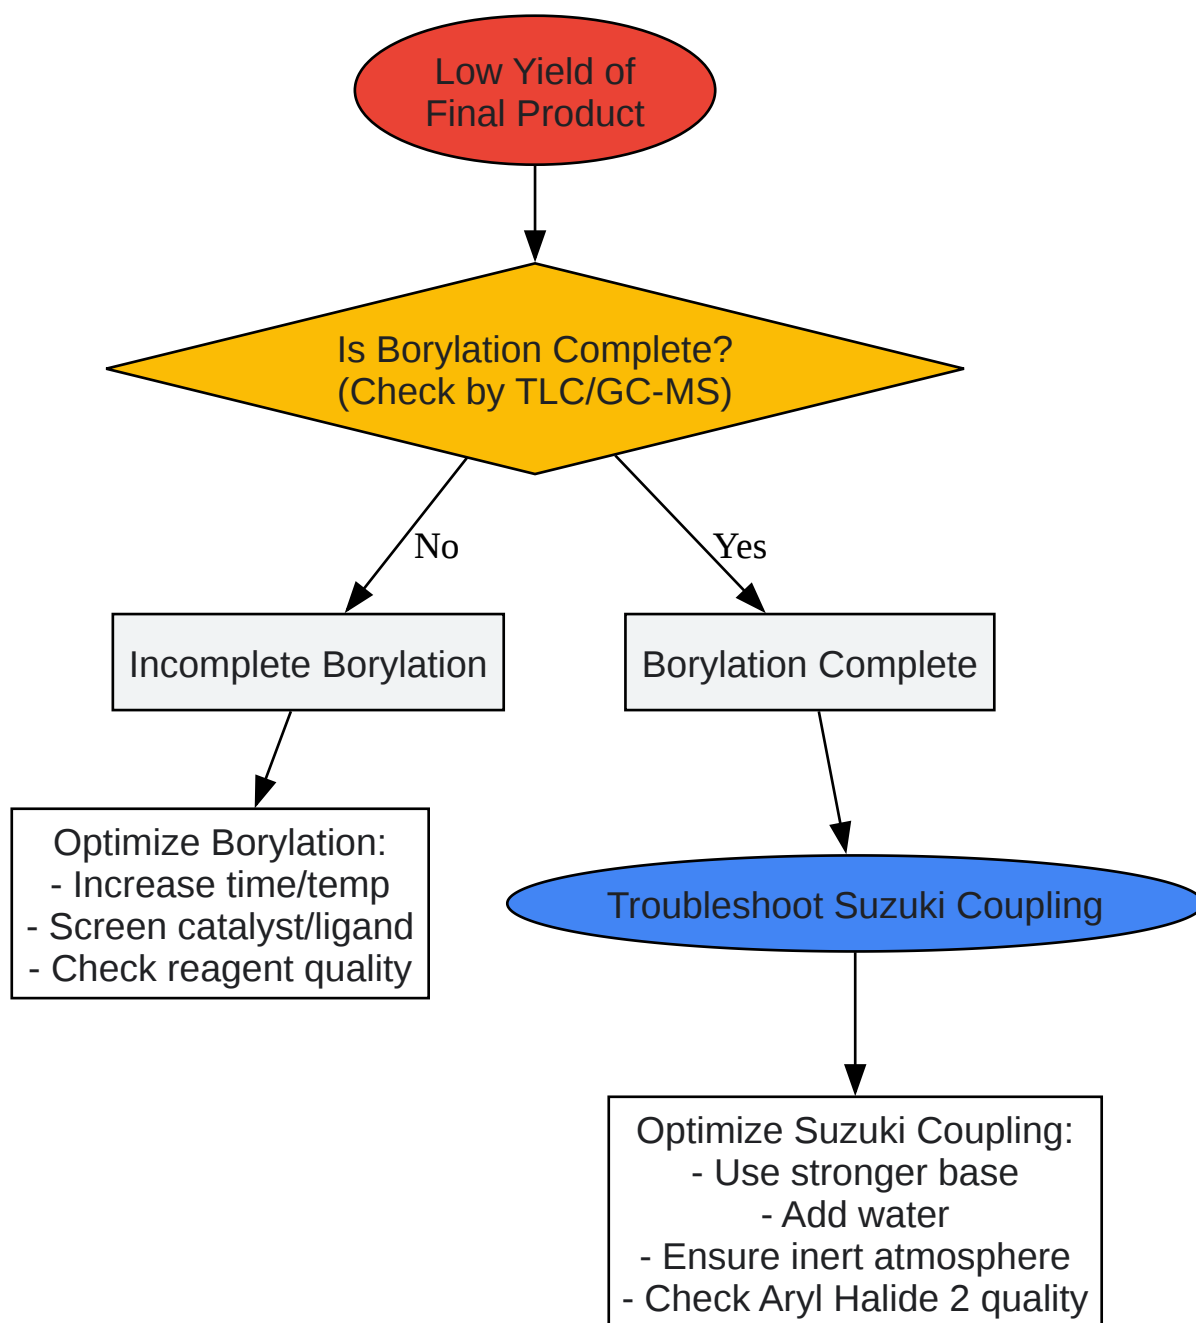 Low Yield of
Final Product
Is Borylation Complete?
(Check by TLC/GC-MS)
No
Yes
Incomplete Borylation
Borylation Complete
Optimize Borylation:
- Increase time/temp
- Screen catalyst/ligand
- Check reagent quality
Troubleshoot Suzuki Coupling
Optimize Suzuki Coupling:
- Use stronger base
- Add water
- Ensure inert atmosphere
- Check Aryl Halide 2 quality